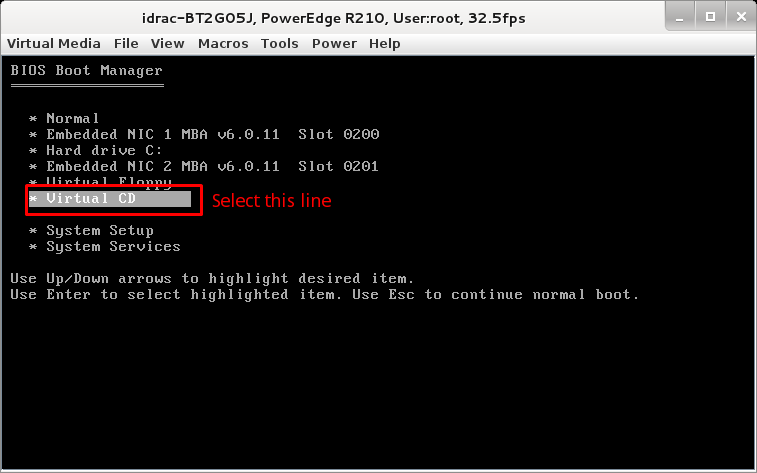 idrac-BT2G05J, PowerEdge R210, User:root, 32.5fps
Virtual Media File View Macros Tools Power Help
BIOS Boot Manager
* Normal
* Embedded NIC 1 MBA v6.0.11  Slot 0200
* Hard drive C:
* Embedded NIC 2 MBA v6.0.11  Slot 0201
* Virtual Floppy
* Virtual CD
Select this line
* System Setup
* System Services
Use Up/Down arrows to highlight desired item.
Use Enter to select highlighted item. Use Esc to continue normal boot.